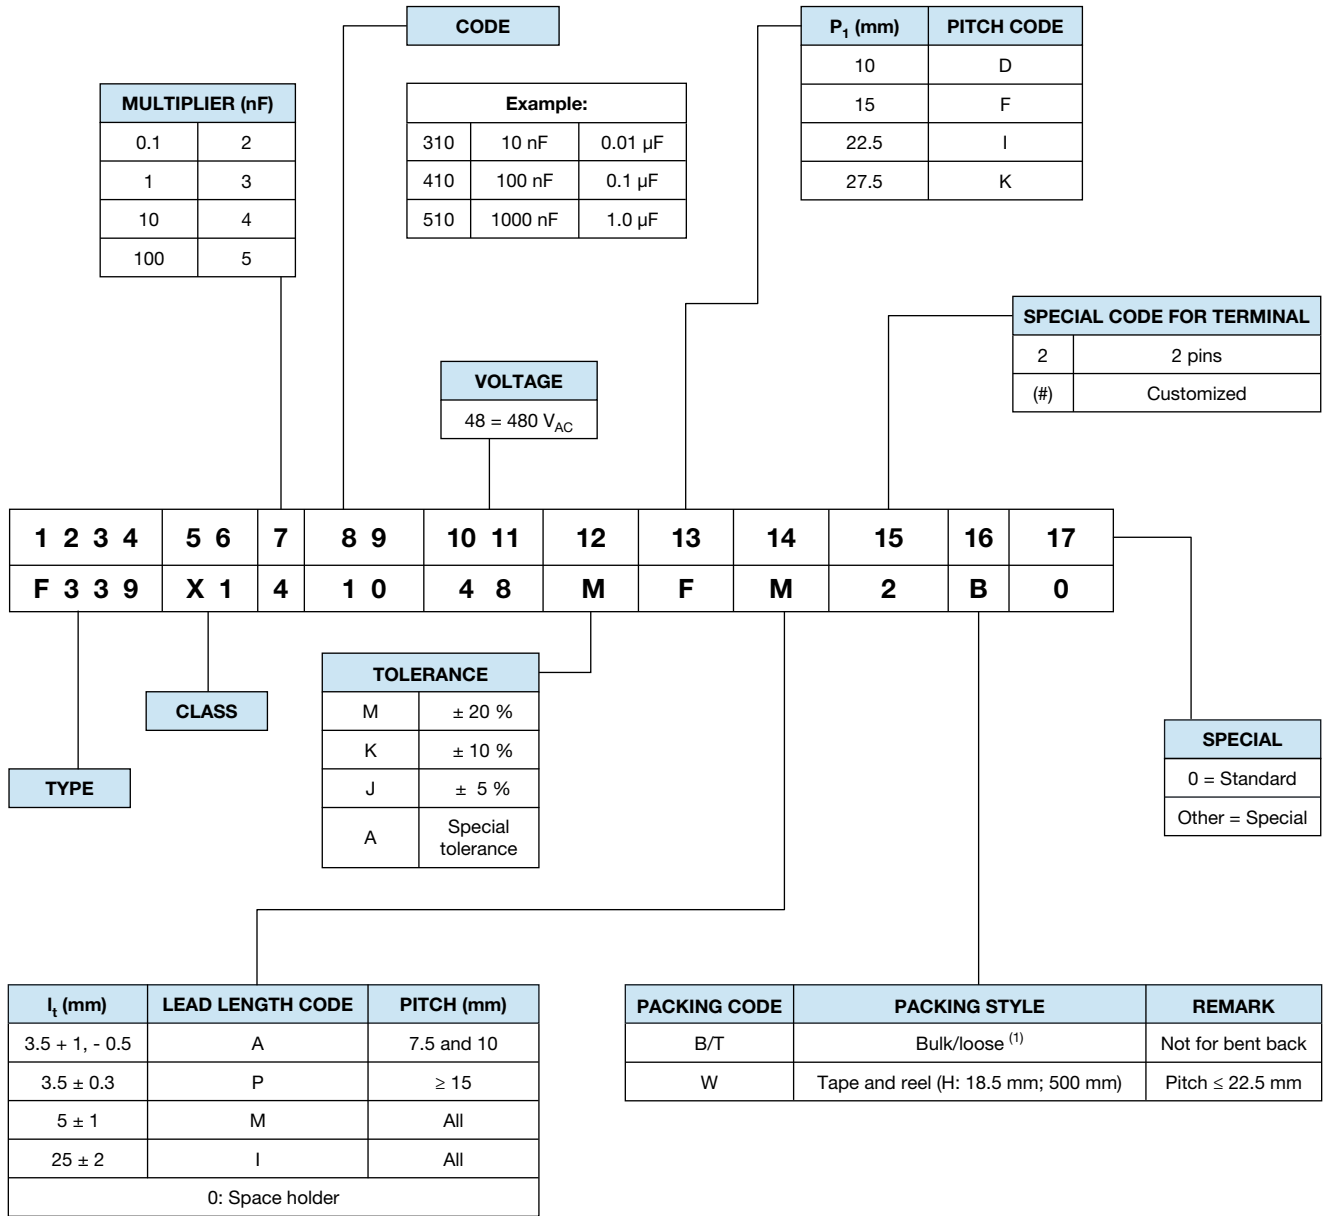 CODE
P1 (mm) PITCH CODE
10 D
15 F
22.5 I
27.5 K
MULTIPLIER (nF)
0.1 2
1 3
10 4
100 5
Example:
310 10 nF 0.01 µF
410 100 nF 0.1 µF
510 1000 nF 1.0 µF
SPECIAL CODE FOR TERMINAL
2 2 pins
(#) Customized
VOLTAGE
48 = 480 VAC
1 2 3 4 5 6 7 8 9 10 11 12 13 14 15 16 17
F 3 3 9 X 1 4 1 0 4 8 M F M 2 B 0
TYPE
CLASS
TOLERANCE
M ± 20 %
K ± 10 %
J ± 5 %
A Special
tolerance
SPECIAL
0 = Standard
Other = Special
lt (mm) LEAD LENGTH CODE PITCH (mm)
3.5 + 1, - 0.5 A 7.5 and 10
3.5 ± 0.3 P ≥ 15
5 ± 1 M All
25 ± 2 I All
0: Space holder
PACKING CODE PACKING STYLE REMARK
B/T Bulk/loose (1) Not for bent back
W Tape and reel (H: 18.5 mm; 500 mm) Pitch ≤ 22.5 mm